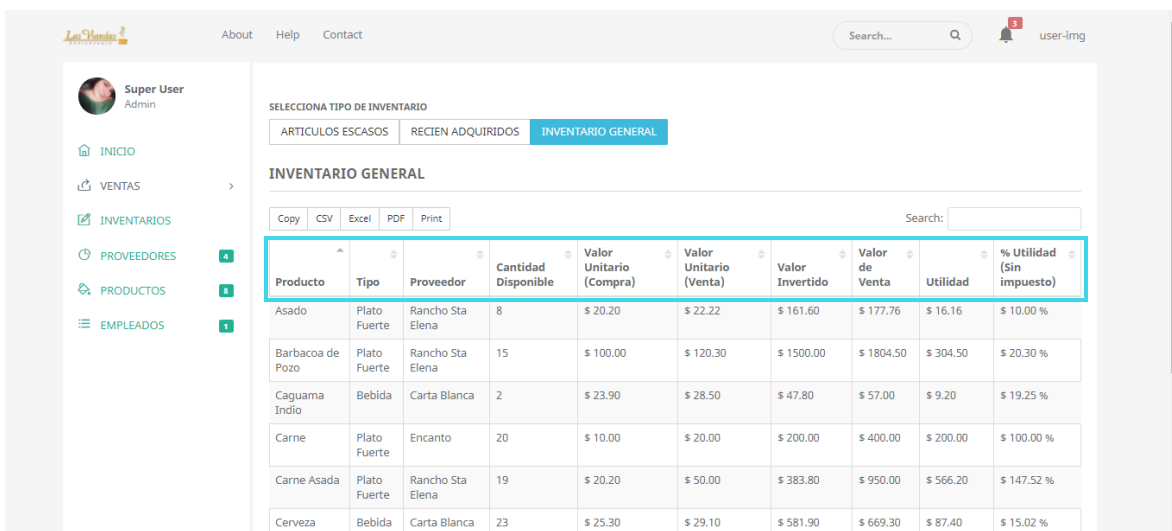 Las Viandas
RESTAURANTE
About Help Contact
Search...
3
user-img
Super User
Admin
INICIO
VENTAS
INVENTARIOS
PROVEEDORES 4
PRODUCTOS 8
EMPLEADOS 1
SELECCIONA TIPO DE INVENTARIO
ARTICULOS ESCASOS RECIEN ADQUIRIDOS INVENTARIO GENERAL
INVENTARIO GENERAL
Copy CSV Excel PDF Print Search:
Producto Tipo Proveedor Cantidad Disponible Valor Unitario (Compra) Valor Unitario (Venta) Valor Invertido Valor de Venta Utilidad % Utilidad (Sin impuesto)
Asado Plato Fuerte Rancho Sta Elena 8 $ 20.20 $ 22.22 $ 161.60 $ 177.76 $ 16.16 $ 10.00 %
Barbacoa de Pozo Plato Fuerte Rancho Sta Elena 15 $ 100.00 $ 120.30 $ 1500.00 $ 1804.50 $ 304.50 $ 20.30 %
Caguama Indio Bebida Carta Blanca 2 $ 23.90 $ 28.50 $ 47.80 $ 57.00 $ 9.20 $ 19.25 %
Carne Plato Fuerte Encanto 20 $ 10.00 $ 20.00 $ 200.00 $ 400.00 $ 200.00 $ 100.00 %
Carne Asada Plato Fuerte Rancho Sta Elena 19 $ 20.20 $ 50.00 $ 383.80 $ 950.00 $ 566.20 $ 147.52 %
Cerveza Bebida Carta Blanca 23 $ 25.30 $ 29.10 $ 581.90 $ 669.30 $ 87.40 $ 15.02 %